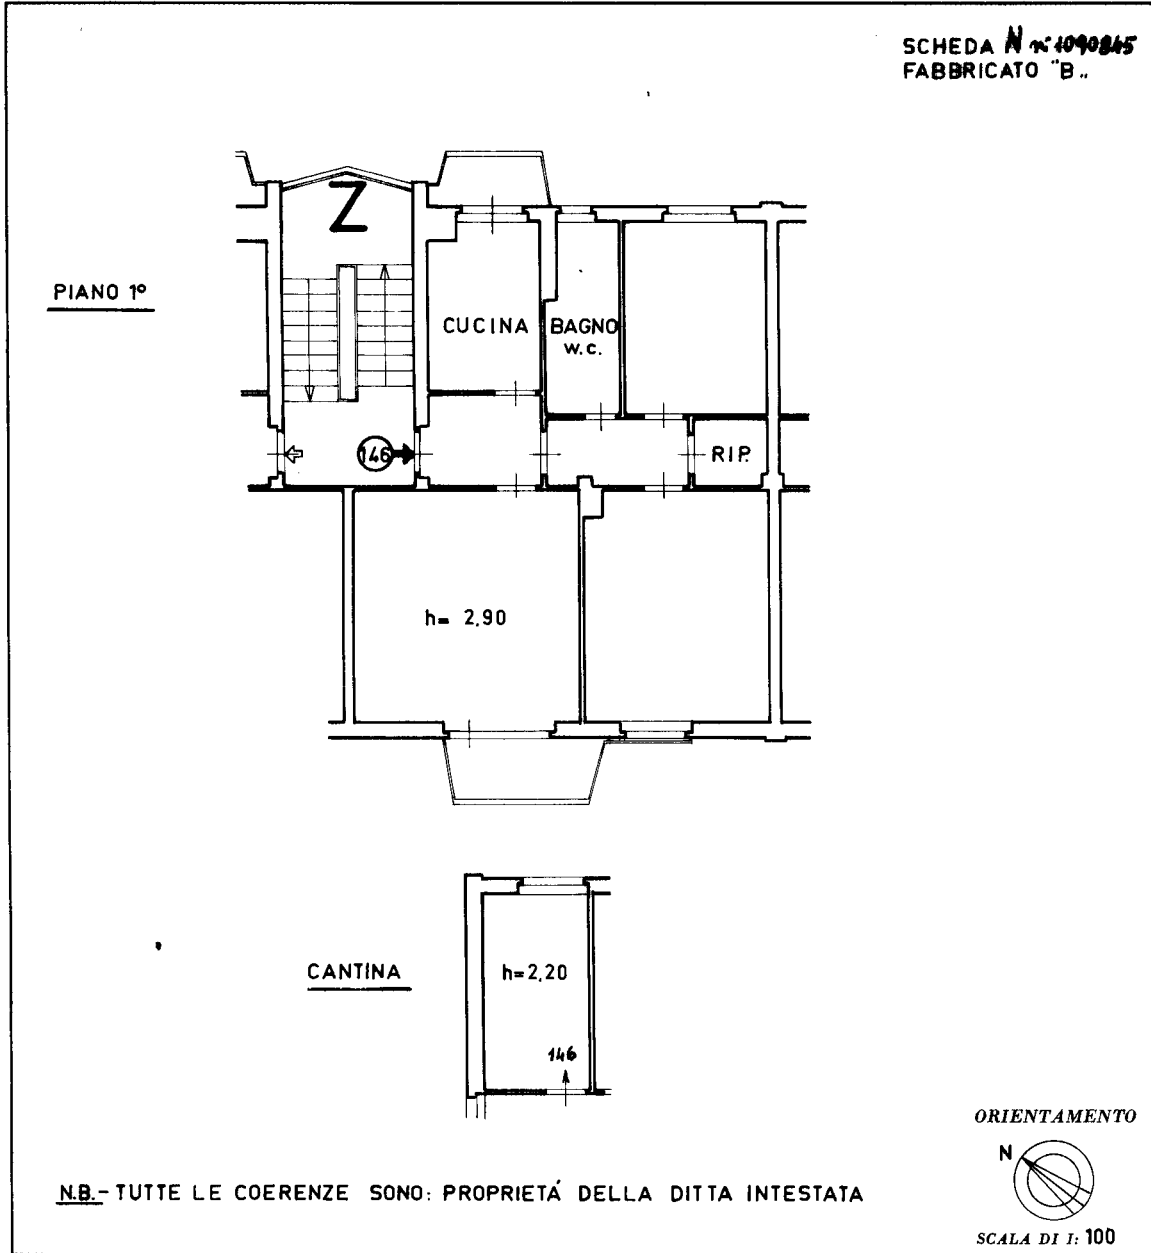 SCHEDA N n° 1090845
FABBRICATO "B„
Z
PIANO 1°
CUCINA
BAGNO
W.C.
146
RIP.
h= 2,90
CANTINA
h=2,20
146
ORIENTAMENTO
N
N.B.- TUTTE LE COERENZE SONO: PROPRIETÁ DELLA DITTA INTESTATA
SCALA DI 1: 100